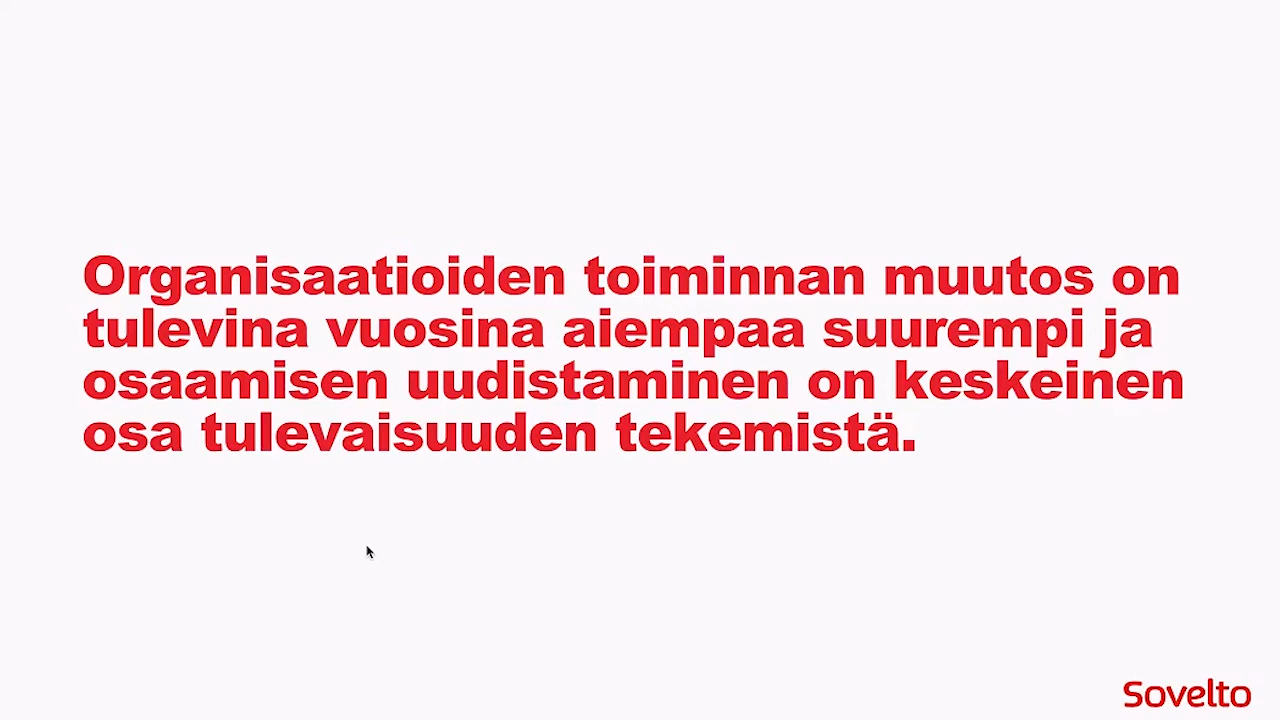 Organisaatioiden toiminnan muutos on
tulevina vuosina aiempaa suurempi ja
osaamisen uudistaminen on keskeinen
osa tulevaisuuden tekemistä.
Sovelto